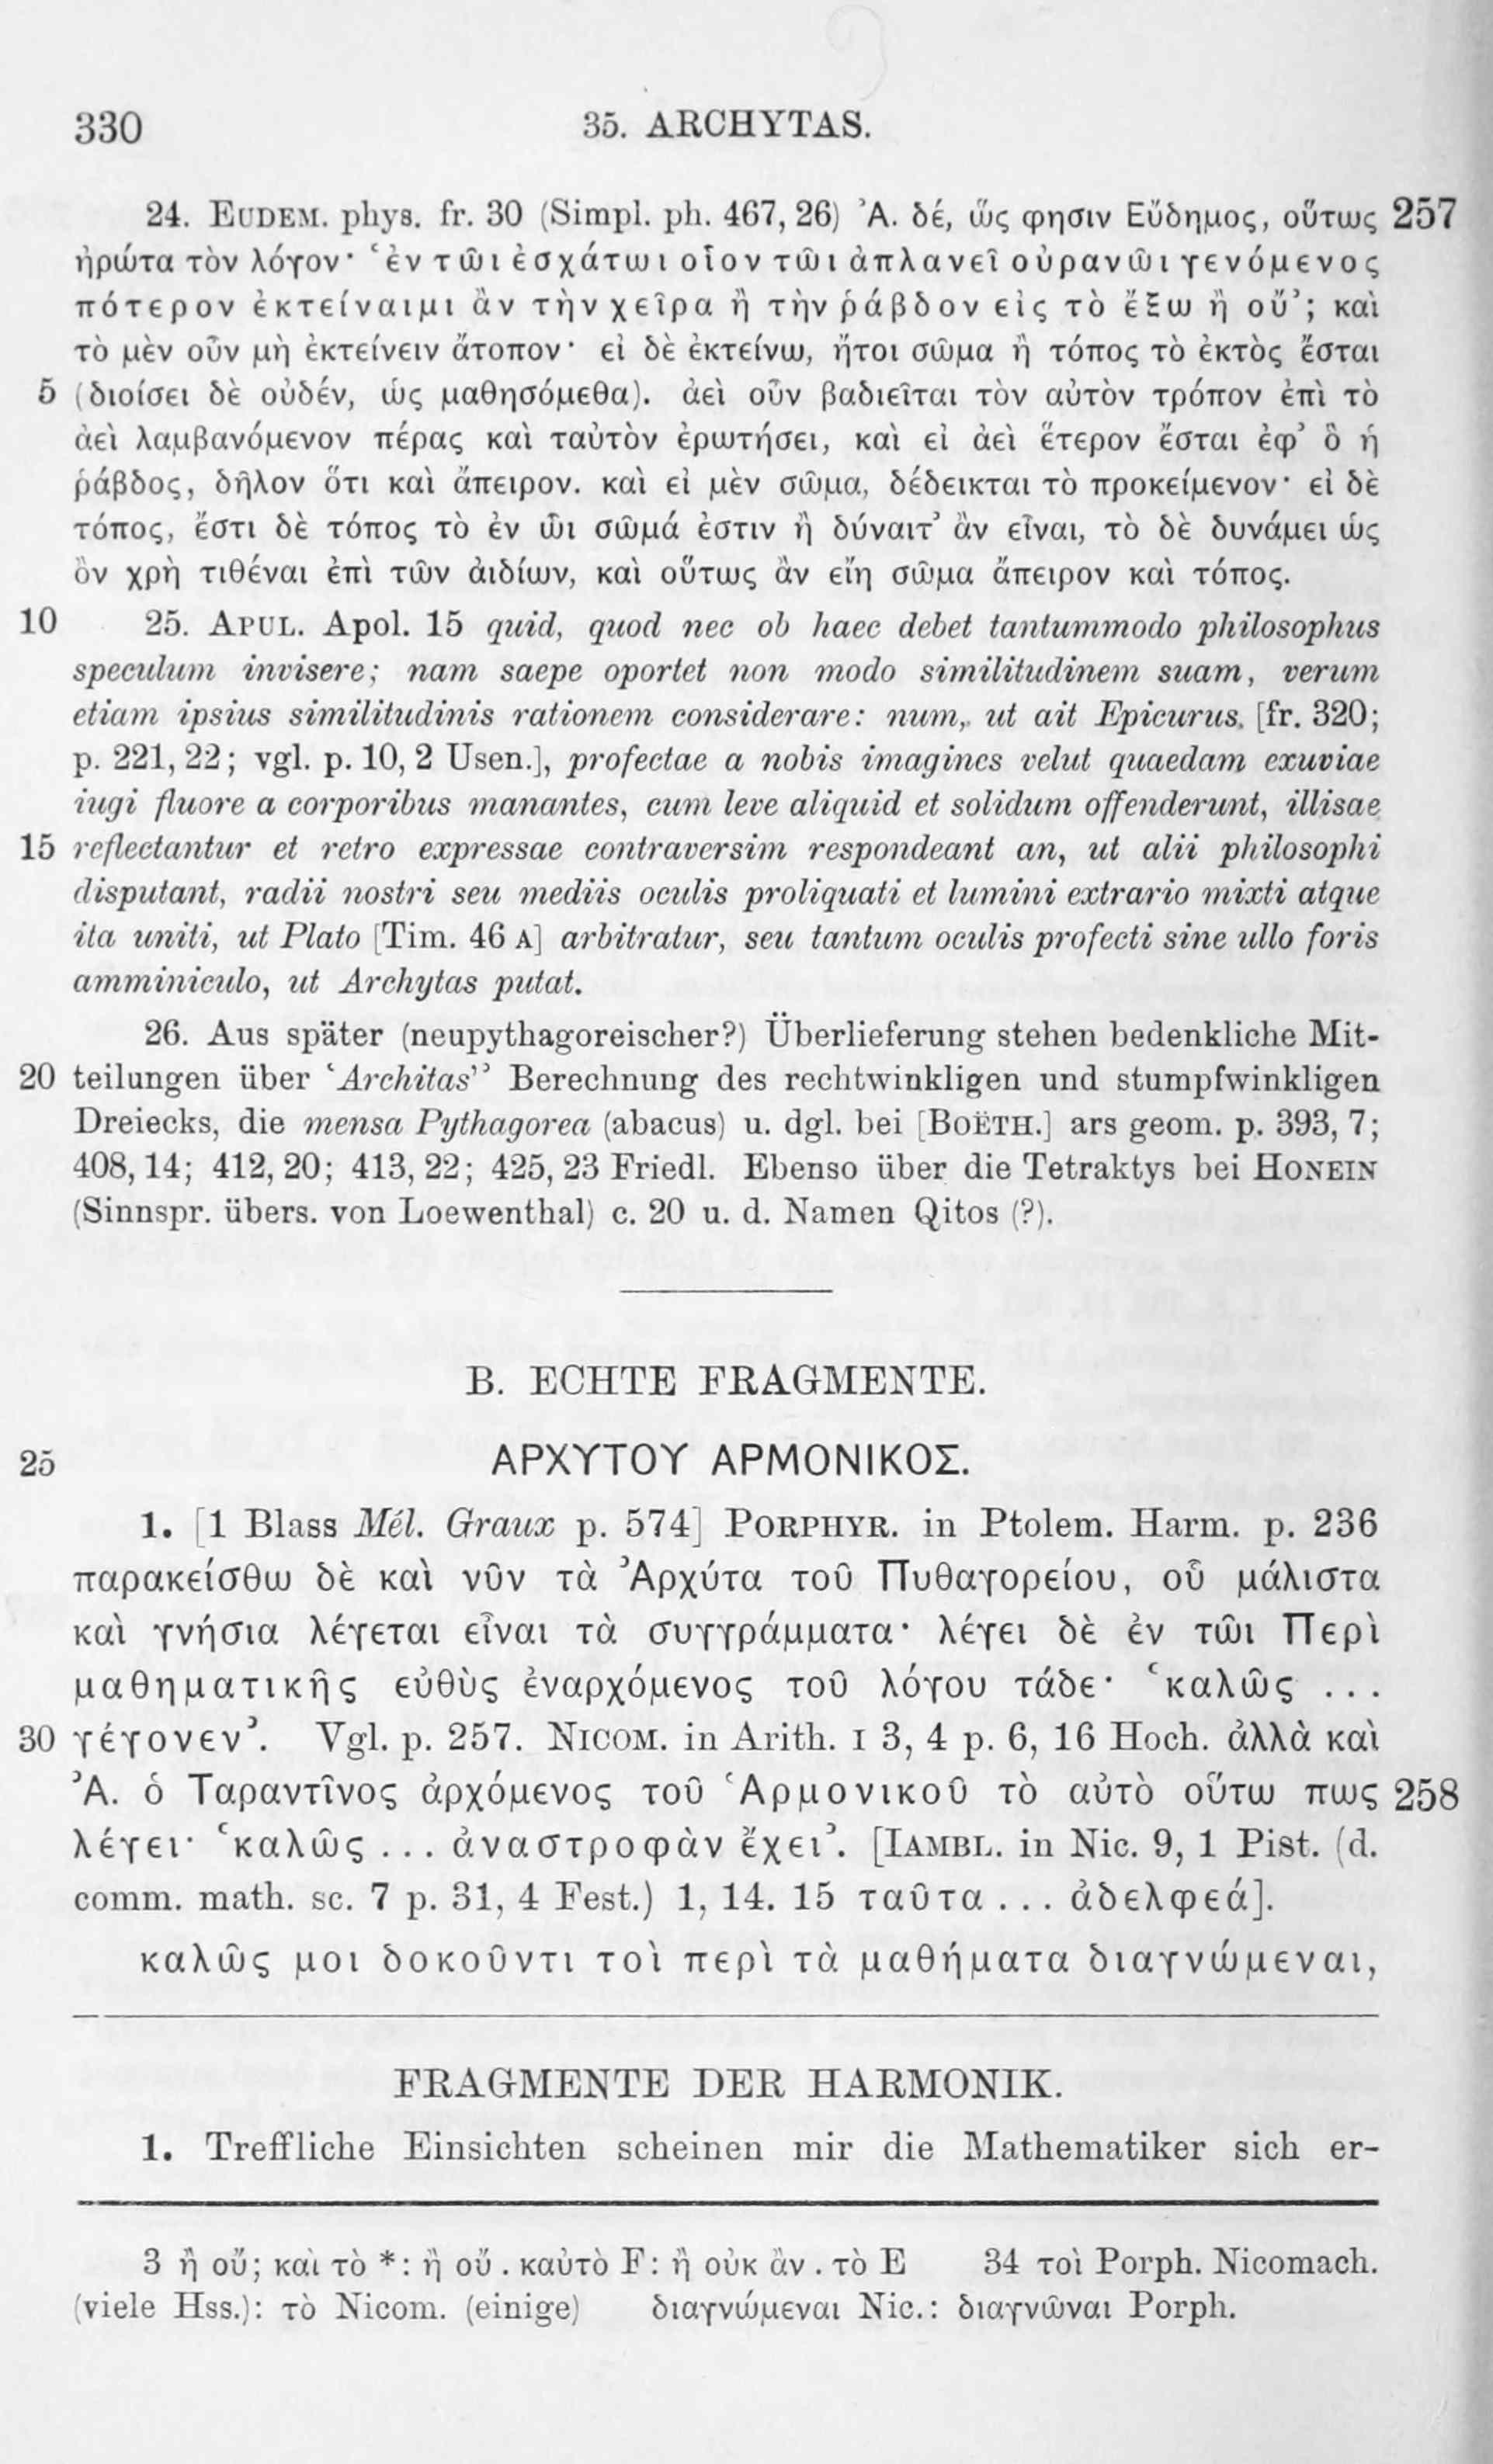 330 35. ARCHYTAS.
24. EUDEM. phys. fr. 30 (Simpl. ph. 467, 26) Ἀ. δέ, ὥς φησιν Εὔδημος, οὕτως 257
ἠρώτα τὸν λόγον· ‘ἐν τῶι ἐσχάτωι οἷον τῶι ἀπλανεῖ οὐρανῶι γενόμενος
πότερον ἐκτείναιμι ἂν τὴν χεῖρα ἢ τὴν ῥάβδον εἰς τὸ ἔξω ἢ οὔ’; καὶ
τὸ μὲν οὖν μὴ ἐκτείνειν ἄτοπον· εἰ δὲ ἐκτείνω, ἤτοι σῶμα ἢ τόπος τὸ ἐκτὸς ἔσται
5 (διοίσει δὲ οὐδέν, ὡς μαθησόμεθα). ἀεὶ οὖν βαδιεῖται τὸν αὐτὸν τρόπον ἐπὶ τὸ
ἀεὶ λαμβανόμενον πέρας καὶ ταὐτὸν ἐρωτήσει, καὶ εἰ ἀεὶ ἕτερον ἔσται ἐφ’ ὃ ἡ
ῥάβδος, δῆλον ὅτι καὶ ἄπειρον. καὶ εἰ μὲν σῶμα, δέδεικται τὸ προκείμενον· εἰ δὲ
τόπος, ἔστι δὲ τόπος τὸ ἐν ὧι σῶμά ἐστιν ἢ δύναιτ’ ἂν εἶναι, τὸ δὲ δυνάμει ὡς
ὂν χρὴ τιθέναι ἐπὶ τῶν ἀιδίων, καὶ οὕτως ἂν εἴη σῶμα ἄπειρον καὶ τόπος.
10 25. APUL. Apol. 15 quid, quod nec ob haec debet tantummodo philosophus
speculum invisere; nam saepe oportet non modo similitudinem suam, verum
etiam ipsius similitudinis rationem considerare: num, ut ait Epicurus [fr. 320;
p. 221, 22; vgl. p. 10, 2 Usen.], profectae a nobis imagines velut quaedam exuviae
iugi fluore a corporibus manantes, cum leve aliquid et solidum offenderunt, illisae
15 reflectantur et retro expressae contraversim respondeant an, ut alii philosophi
disputant, radii nostri seu mediis oculis proliquati et lumini extrario mixti atque
ita uniti, ut Plato [Tim. 46 A] arbitratur, seu tantum oculis profecti sine ullo foris
amminiculo, ut Archytas putat.
26. Aus später (neupythagoreischer?) Überlieferung stehen bedenkliche Mit-
20 teilungen über ‘Architas’’ Berechnung des rechtwinkligen und stumpfwinkligen
Dreiecks, die mensa Pythagorea (abacus) u. dgl. bei [BOËTH.] ars geom. p. 393, 7;
408, 14; 412, 20; 413, 22; 425, 23 Friedl. Ebenso über die Tetraktys bei HONEIN
(Sinnspr. übers. von Loewenthal) c. 20 u. d. Namen Qitos (?).
B. ECHTE FRAGMENTE.
25 ΑΡΧΥΤΟΥ ΑΡΜΟΝΙΚΟΣ.
1. [1 Blass Mél. Graux p. 574] PORPHYR. in Ptolem. Harm. p. 236
παρακείσθω δὲ καὶ νῦν τὰ Ἀρχύτα τοῦ Πυθαγορείου, οὗ μάλιστα
καὶ γνήσια λέγεται εἶναι τὰ συγγράμματα· λέγει δὲ ἐν τῶι Περὶ
μαθηματικῆς εὐθὺς ἐναρχόμενος τοῦ λόγου τάδε· ‘καλῶς ...
30 γέγονεν’. Vgl. p. 257. NICOM. in Arith. I 3, 4 p. 6, 16 Hoch. ἀλλὰ καὶ
Ἀ. ὁ Ταραντῖνος ἀρχόμενος τοῦ Ἁρμονικοῦ τὸ αὐτὸ οὕτω πως 258
λέγει· ‘καλῶς ... ἀναστροφὰν ἔχει’. [IAMBL. in Nic. 9, 1 Pist. (d.
comm. math. sc. 7 p. 31, 4 Fest.) 1, 14. 15 ταῦτα ... ἀδελφεά].
καλῶς μοι δοκοῦντι τοὶ περὶ τὰ μαθήματα διαγνώμεναι,
FRAGMENTE DER HARMONIK.
1. Treffliche Einsichten scheinen mir die Mathematiker sich er-
3 ἢ οὔ; καὶ τὸ *: ἢ οὔ . καὐτὸ F: ἢ οὐκ ἄν . τὸ E 34 τοὶ Porph. Nicomach.
(viele Hss.): τὸ Nicom. (einige) διαγνώμεναι Nic.: διαγνῶναι Porph.